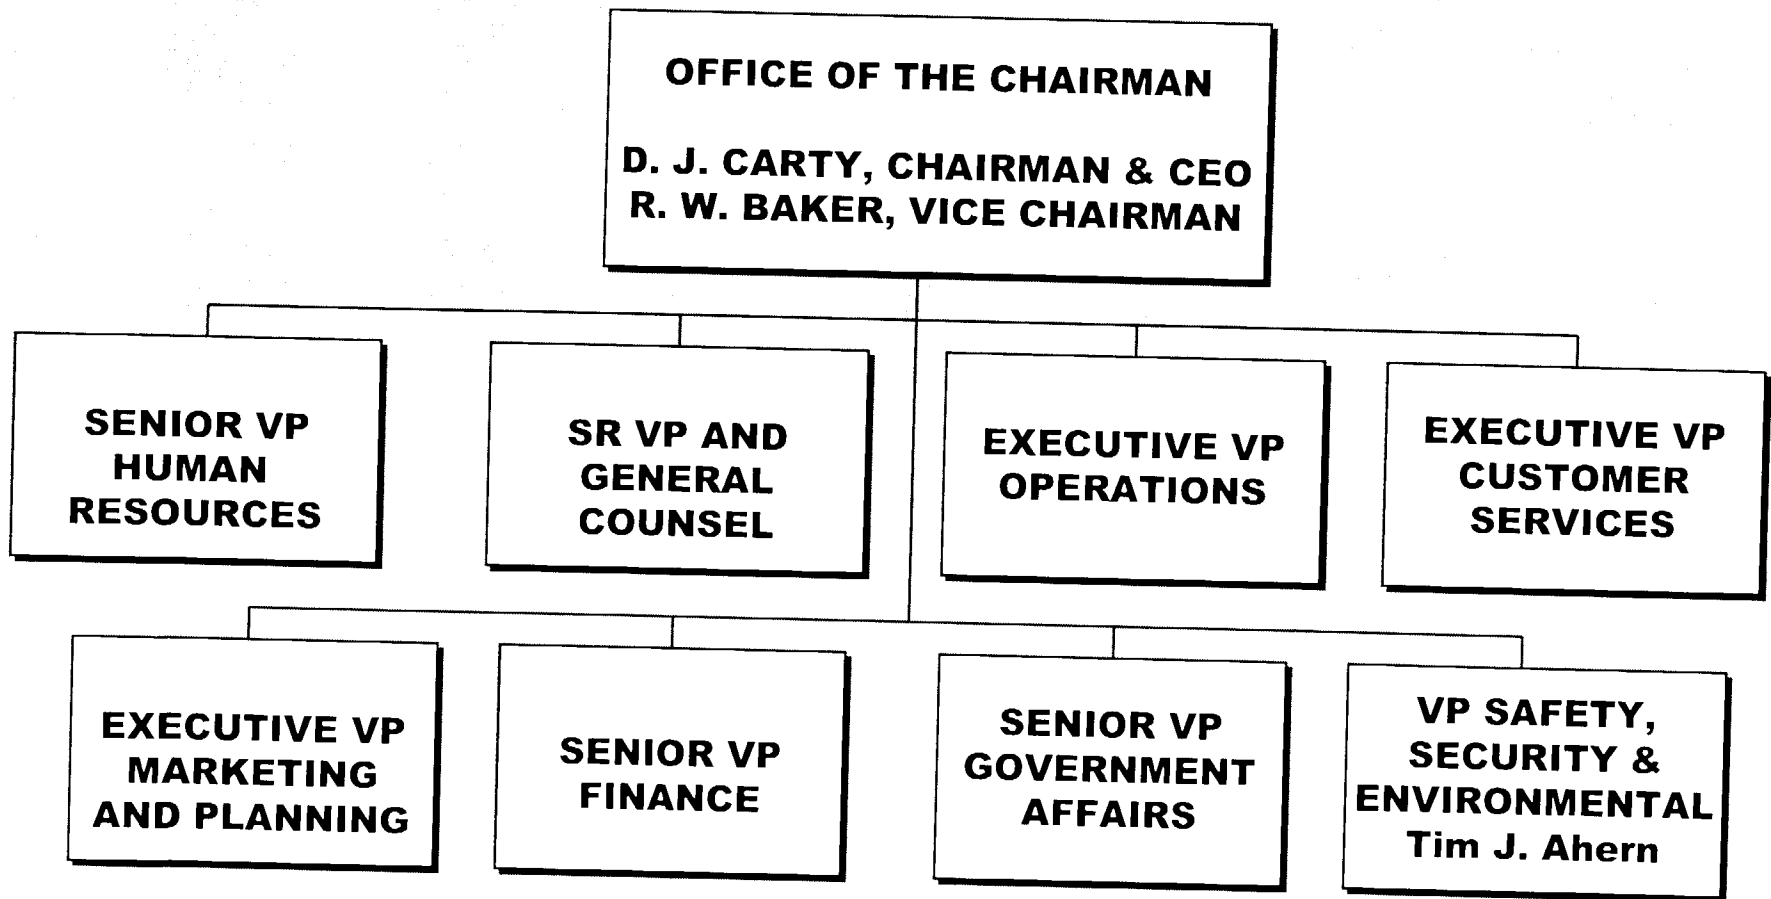 OFFICE OF THE CHAIRMAN
D. J. CARTY, CHAIRMAN & CEO
R. W. BAKER, VICE CHAIRMAN
SENIOR VP
HUMAN
RESOURCES
SR VP AND
GENERAL
COUNSEL
EXECUTIVE VP
OPERATIONS
EXECUTIVE VP
CUSTOMER
SERVICES
EXECUTIVE VP
MARKETING
AND PLANNING
SENIOR VP
FINANCE
SENIOR VP
GOVERNMENT
AFFAIRS
VP SAFETY,
SECURITY &
ENVIRONMENTAL
Tim J. Ahern